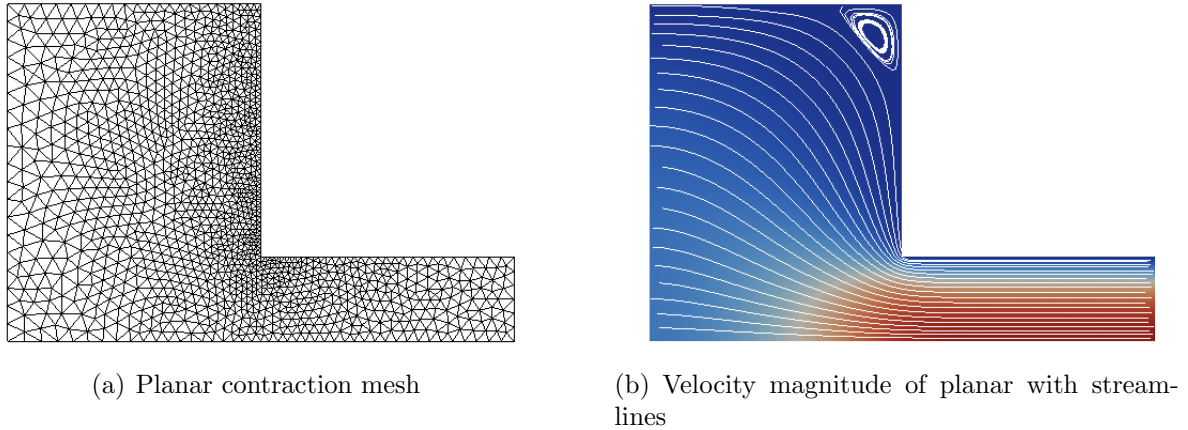 (a) Planar contraction mesh
(b) Velocity magnitude of planar with stream-
lines